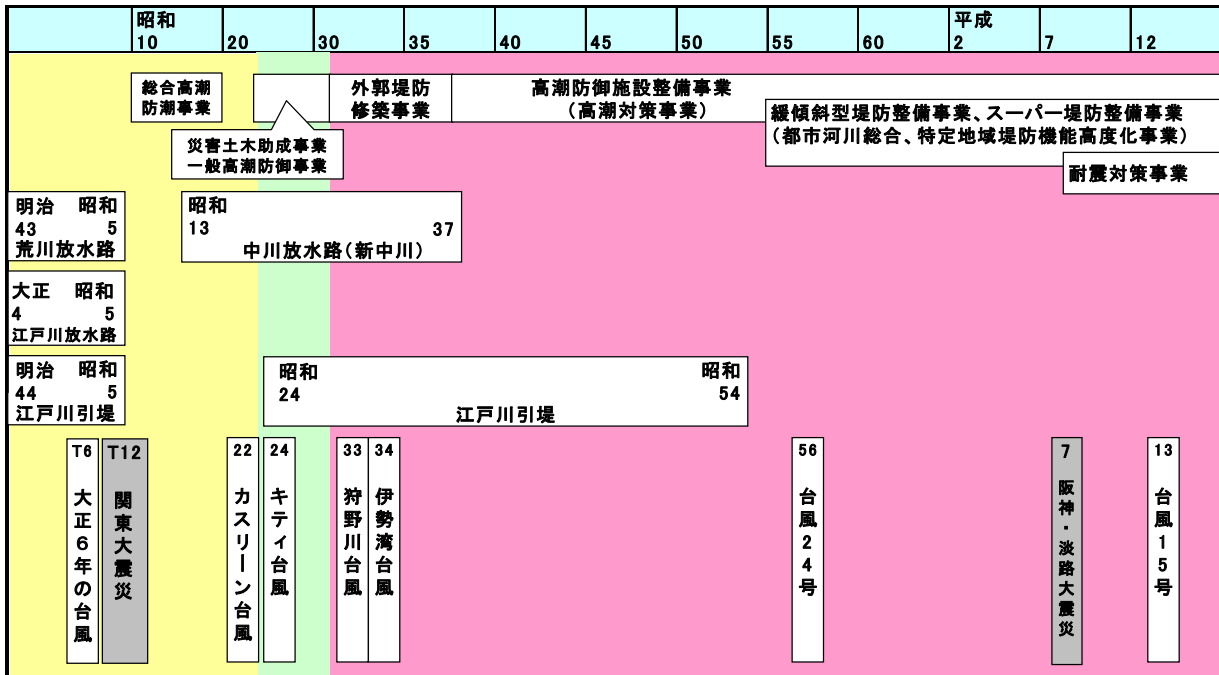 昭和 平成
10 20 30 35 40 45 50 55 60 2 7 12
総合高潮
防潮事業
外郭堤防
修築事業
高潮防御施設整備事業
(高潮対策事業)
災害土木助成事業
一般高潮防御事業
緩傾斜型堤防整備事業、スーパー堤防整備事業
(都市河川総合、特定地域堤防機能高度化事業)
耐震対策事業
明治 昭和
43 5
荒川放水路
昭和
13 37
中川放水路(新中川)
大正 昭和
4 5
江戸川放水路
明治 昭和
44 5
江戸川引堤
昭和 昭和
24 54
江戸川引堤
T6
大正6年の台風
T12
関東大震災
22
カスリーン台風
24
キティ台風
33
狩野川台風
34
伊勢湾台風
56
台風24号
7
阪神・淡路大震災
13
台風15号